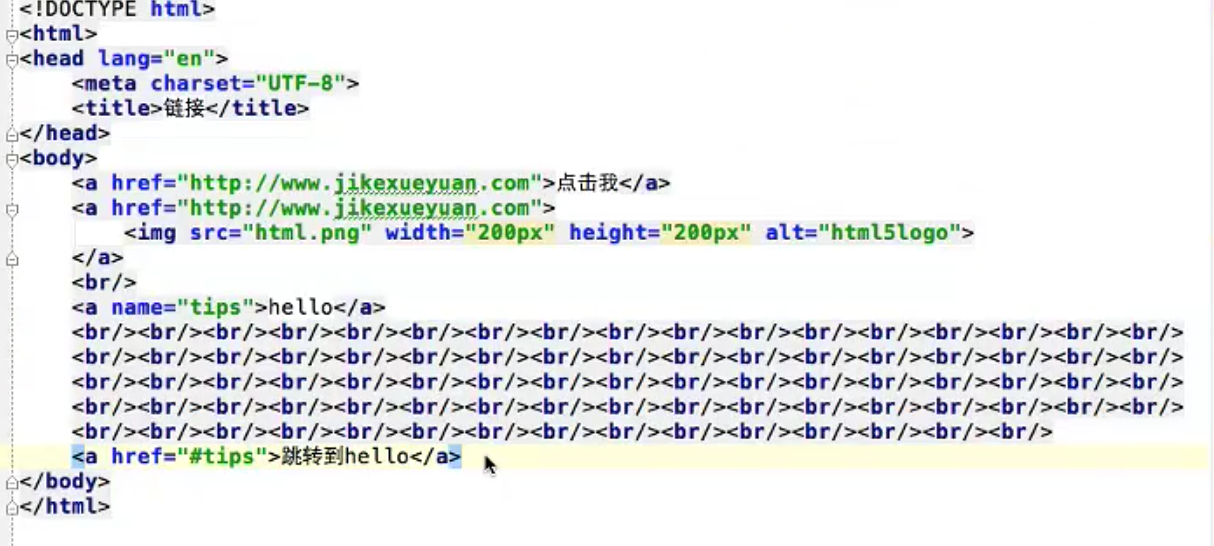 <!DOCTYPE html>
<html>
<head lang="en">
<meta charset="UTF-8">
<title>链接</title>
</head>
<body>
<a href="http://www.jikexueyuan.com">点击我</a>
<a href="http://www.jikexueyuan.com">
<img src="html.png" width="200px" height="200px" alt="html5logo">
</a>
<br/>
<a name="tips">hello</a>
<br/><br/><br/><br/><br/><br/><br/><br/><br/><br/><br/><br/><br/><br/><br/><br/><br/>
<br/><br/><br/><br/><br/><br/><br/><br/><br/><br/><br/><br/><br/><br/><br/><br/><br/>
<br/><br/><br/><br/><br/><br/><br/><br/><br/><br/><br/><br/><br/><br/><br/><br/><br/>
<br/><br/><br/><br/><br/><br/><br/><br/><br/><br/><br/><br/><br/><br/><br/><br/><br/>
<br/><br/><br/><br/><br/><br/><br/><br/><br/><br/><br/><br/><br/><br/><br/>
<a href="#tips">跳转到hello</a>
</body>
</html>